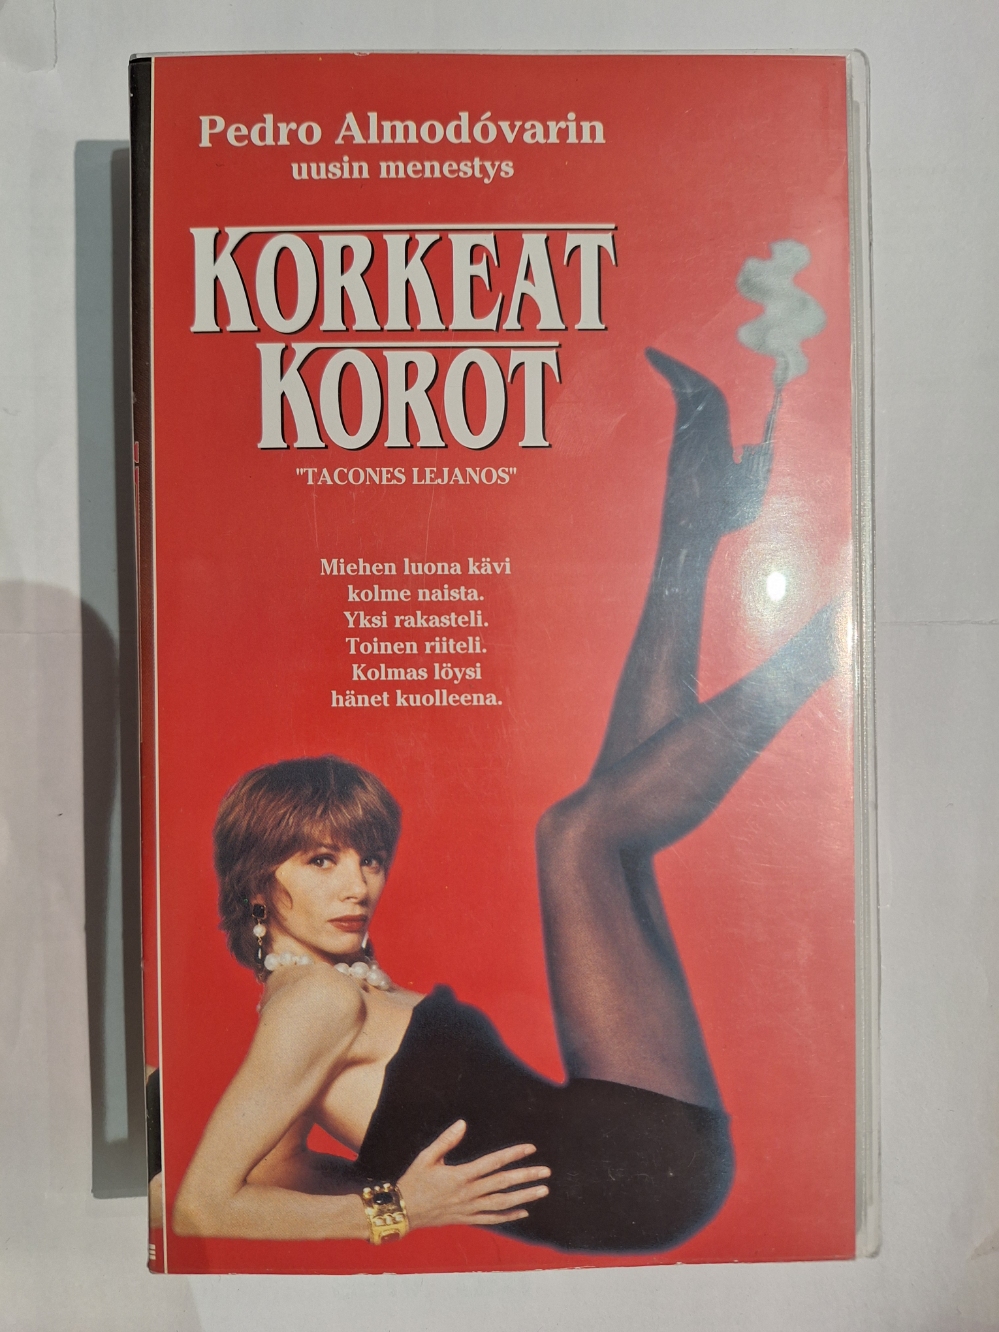 Pedro Almodóvarin
uusin menestys
KORKEAT
KOROT
"TACONES LEJANOS"
Miehen luona kävi
kolme naista.
Yksi rakasteli.
Toinen riiteli.
Kolmas löysi
hänet kuolleena.